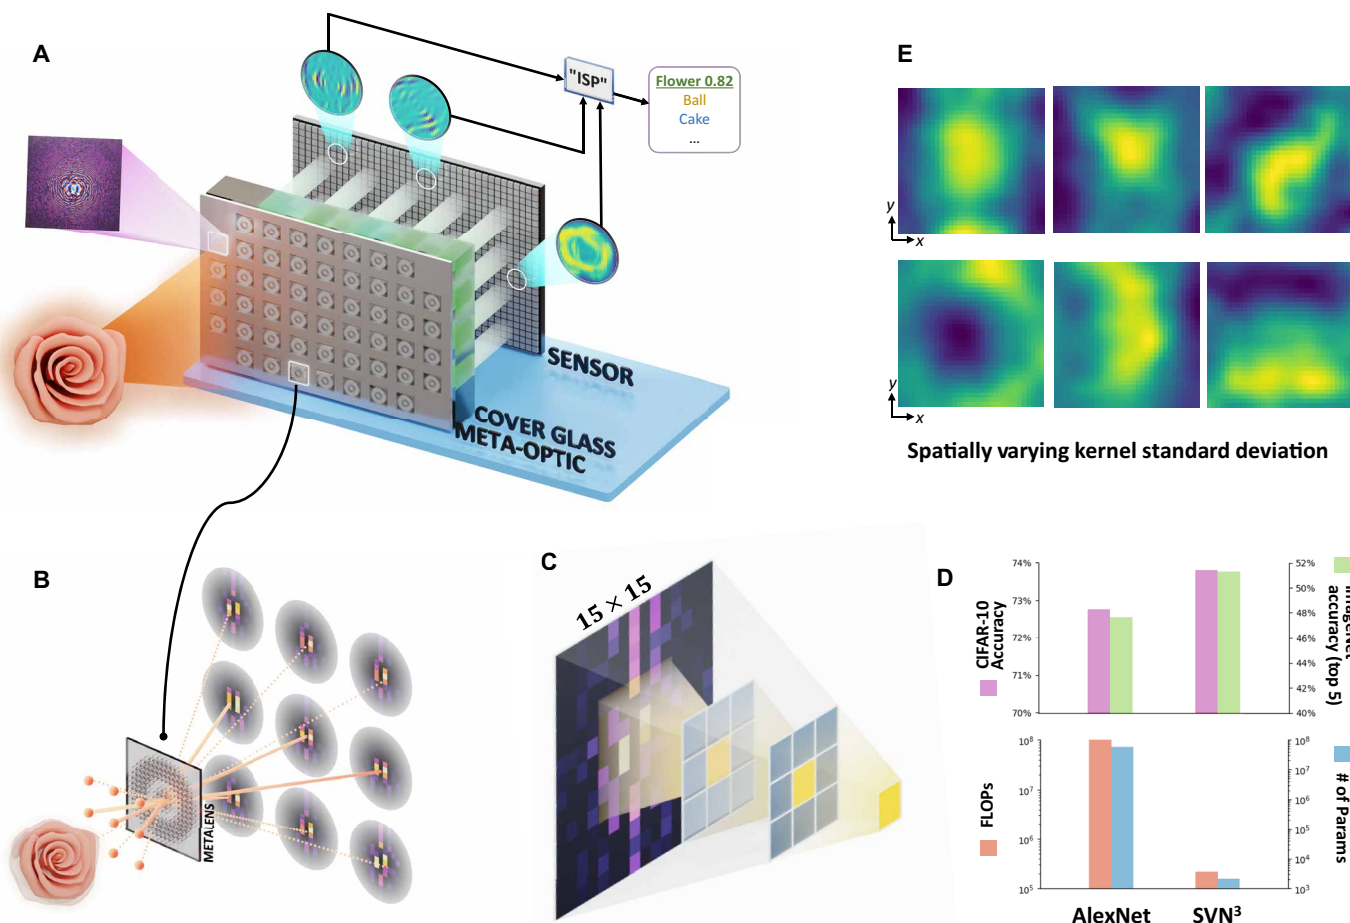 A
"ISP"
Flower 0.82
Ball
Cake
...
SENSOR
COVER GLASS
META-OPTIC
E
y
x
y
x
Spatially varying kernel standard deviation
B
METALENS
C
15 × 15
D
CIFAR-10
Accuracy
74%
73%
72%
71%
70%
52%
50%
48%
46%
44%
42%
40%
accuracy (top 5)
FLOPs
10⁸
10⁷
10⁶
10⁵
10⁸
10⁷
10⁶
10⁵
10⁴
10³
# of Params
AlexNet
SVN³